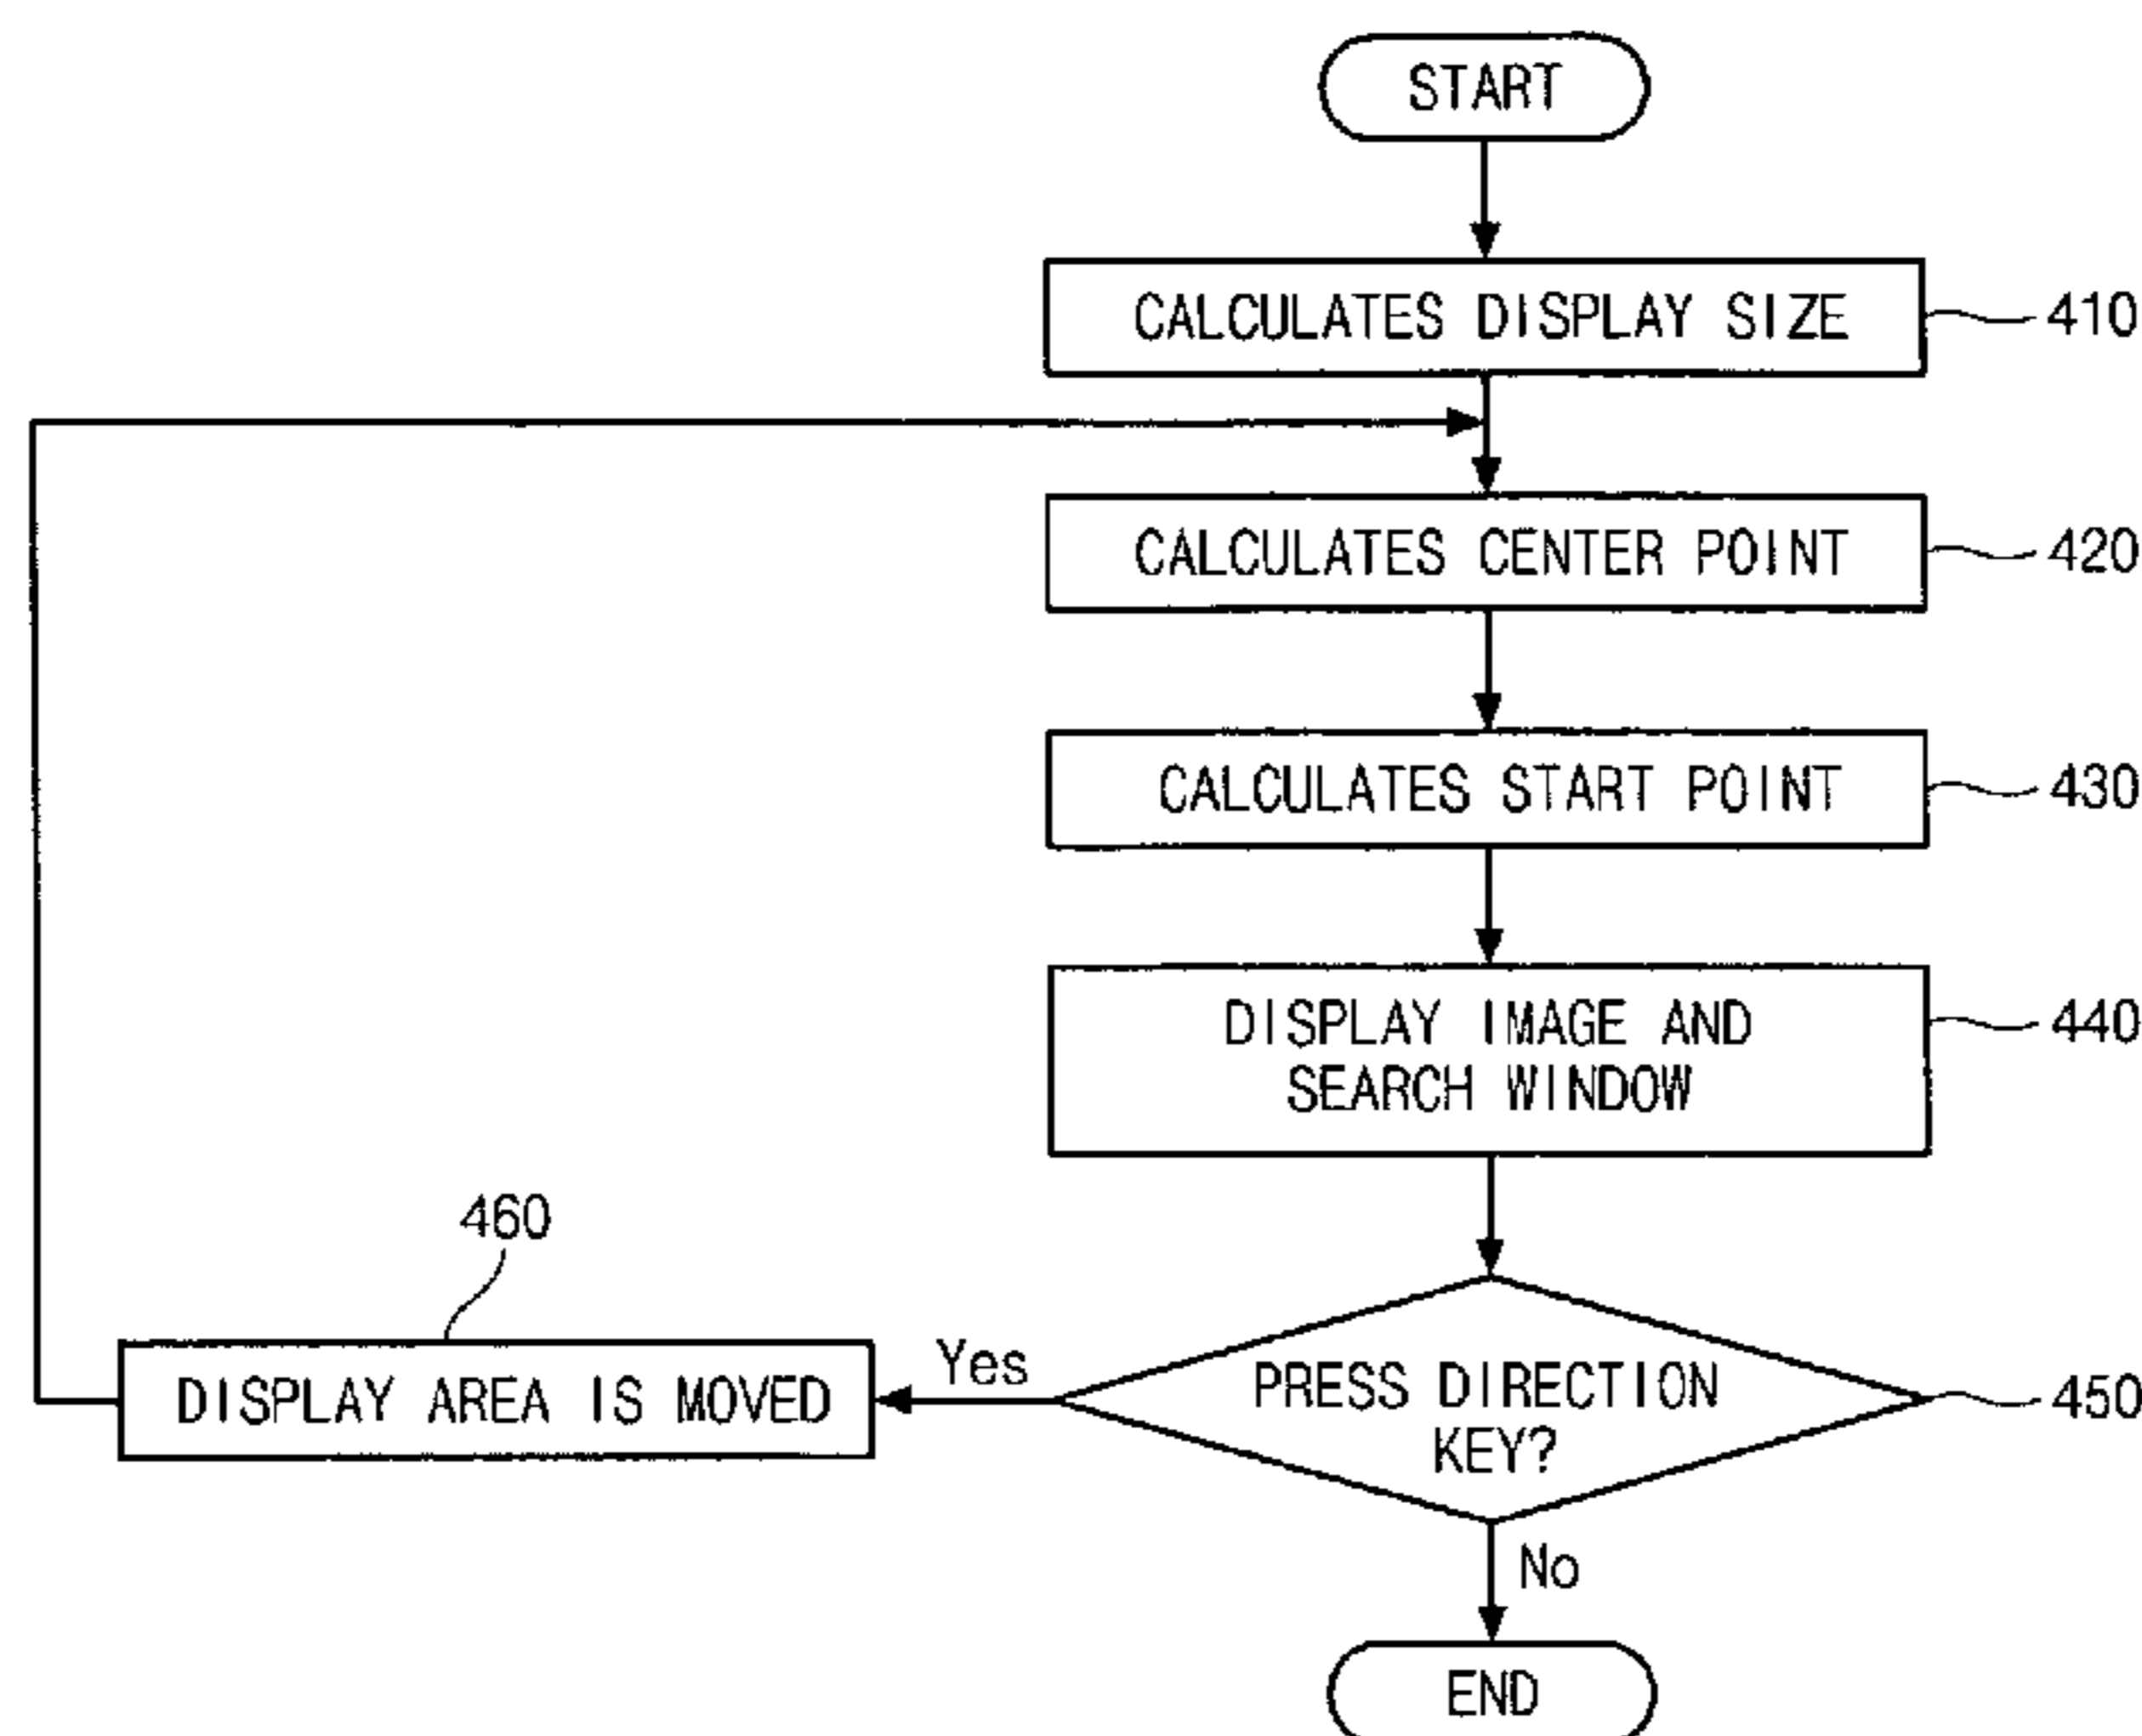 START
CALCULATES DISPLAY SIZE
410
CALCULATES CENTER POINT
420
CALCULATES START POINT
430
DISPLAY IMAGE AND
SEARCH WINDOW
440
460
DISPLAY AREA IS MOVED
Yes
PRESS DIRECTION
KEY?
450
No
END